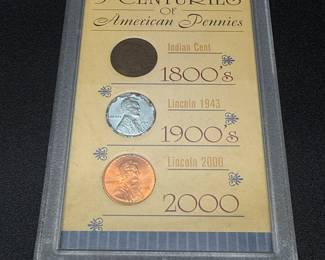 CENTURIES
OF
American Pennies
Indian Cent
1800's
Lincoln 1943
1900's
Lincoln 2000
2000